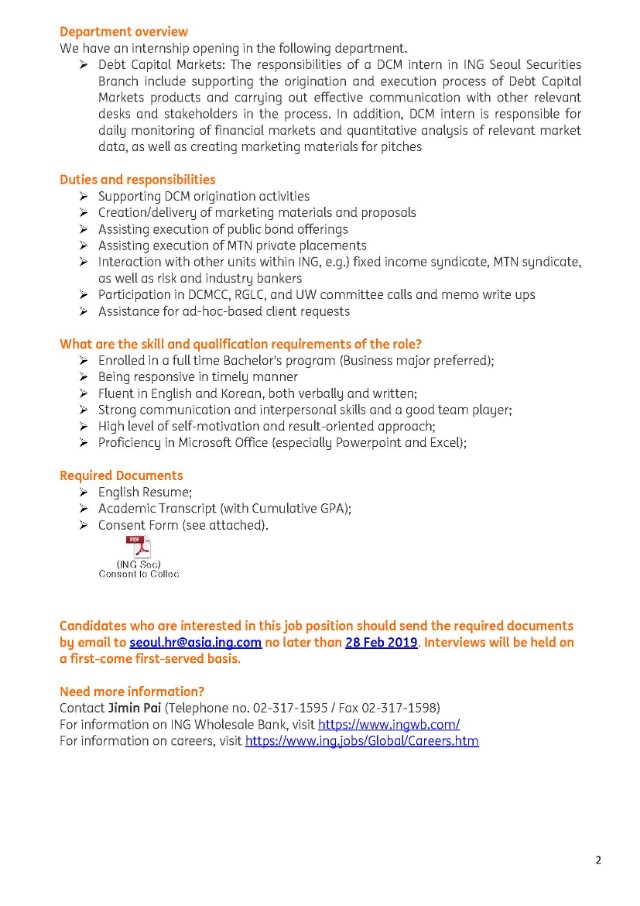 Department overview
We have an internship opening in the following department.
➢ Debt Capital Markets: The responsibilities of a DCM intern in ING Seoul Securities
Branch include supporting the origination and execution process of Debt Capital
Markets products and carrying out effective communication with other relevant
desks and stakeholders in the process. In addition, DCM intern is responsible for
daily monitoring of financial markets and quantitative analysis of relevant market
data, as well as creating marketing materials for pitches
Duties and responsibilities
➢ Supporting DCM origination activities
➢ Creation/delivery of marketing materials and proposals
➢ Assisting execution of public bond offerings
➢ Assisting execution of MTN private placements
➢ Interaction with other units within ING, e.g.) fixed income syndicate, MTN syndicate,
as well as risk and industry bankers
➢ Participation in DCMCC, RGLC, and UW committee calls and memo write ups
➢ Assistance for ad-hoc-based client requests
What are the skill and qualification requirements of the role?
➢ Enrolled in a full time Bachelor's program (Business major preferred);
➢ Being responsive in timely manner
➢ Fluent in English and Korean, both verbally and written;
➢ Strong communication and interpersonal skills and a good team player;
➢ High level of self-motivation and result-oriented approach;
➢ Proficiency in Microsoft Office (especially Powerpoint and Excel);
Required Documents
➢ English Resume;
➢ Academic Transcript (with Cumulative GPA);
➢ Consent Form (see attached).
PDF
(ING Sec)
Consent to Collec
Candidates who are interested in this job position should send the required documents
by email to seoul.hr@asia.ing.com no later than 28 Feb 2019. Interviews will be held on
a first-come first-served basis.
Need more information?
Contact Jimin Pai (Telephone no. 02-317-1595 / Fax 02-317-1598)
For information on ING Wholesale Bank, visit https://www.ingwb.com/
For information on careers, visit https://www.ing.jobs/Global/Careers.htm
2